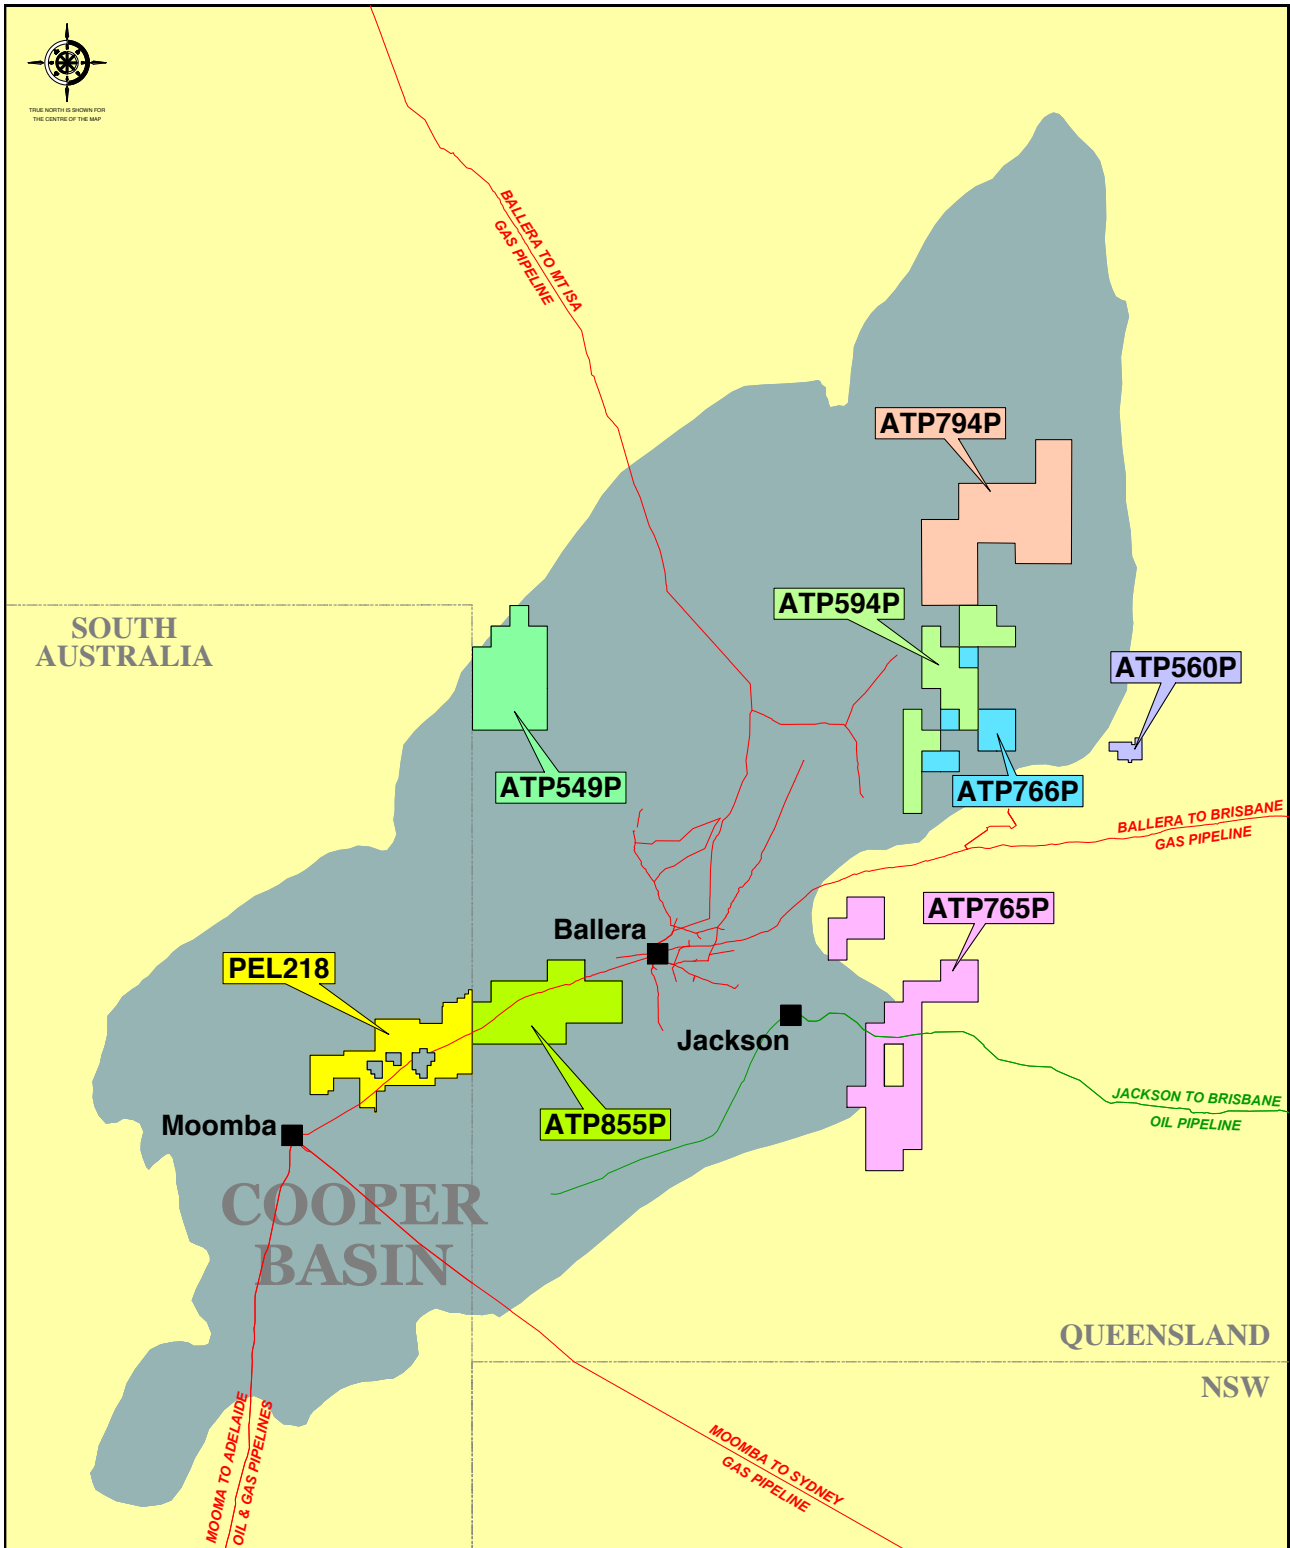 TRUE NORTH IS SHOWN FOR
THE CENTRE OF THE MAP
BALLERA TO MT ISA
GAS PIPELINE
ATP794P
ATP594P
SOUTH
AUSTRALIA
ATP560P
ATP549P
ATP766P
BALLERA TO BRISBANE
GAS PIPELINE
ATP765P
Ballera
PEL218
Jackson
JACKSON TO BRISBANE
OIL PIPELINE
ATP855P
Moomba
COOPER
BASIN
QUEENSLAND
NSW
MOOMA TO ADELAIDE
OIL & GAS PIPELINES
MOOMBA TO SYDNEY
GAS PIPELINE